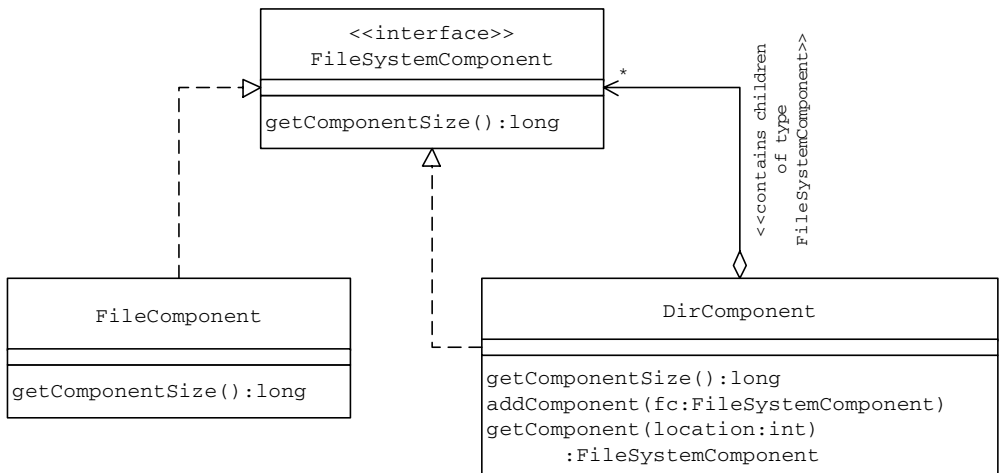 <<interface>>
FileSystemComponent
getComponentSize():long
*
<<contains children
of type
FileSystemComponent>>
FileComponent
getComponentSize():long
DirComponent
getComponentSize():long
addComponent(fc:FileSystemComponent)
getComponent(location:int)
:FileSystemComponent